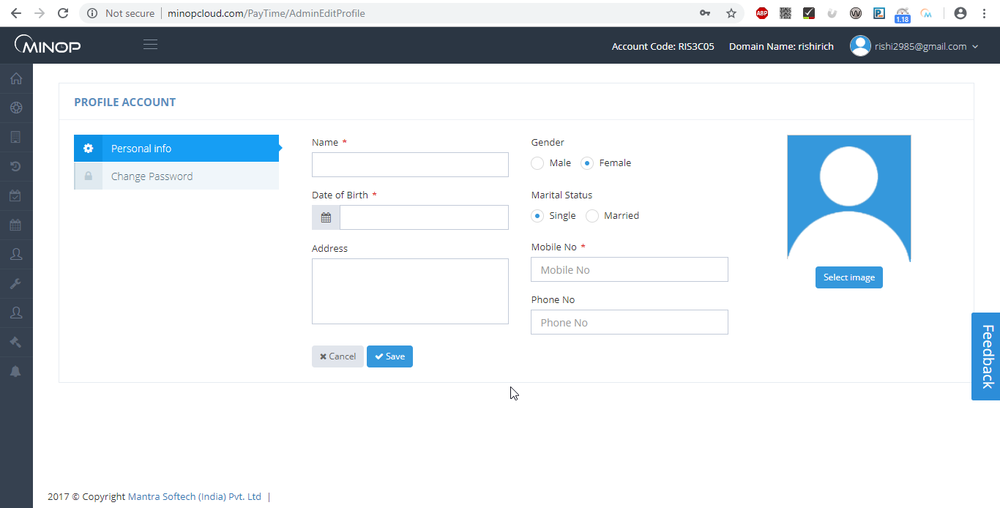 Not secure | minopcloud.com/PayTime/AdminEditProfile
ABP
W
P
1.18
MINOP
Account Code: RIS3C05 Domain Name: rishirich rishi2985@gmail.com
PROFILE ACCOUNT
Personal info
Change Password
Name *
Date of Birth *
Address
Cancel Save
Gender
Male Female
Marital Status
Single Married
Mobile No *
Mobile No
Phone No
Phone No
Select image
Feedback
2017 © Copyright Mantra Softech (India) Pvt. Ltd |